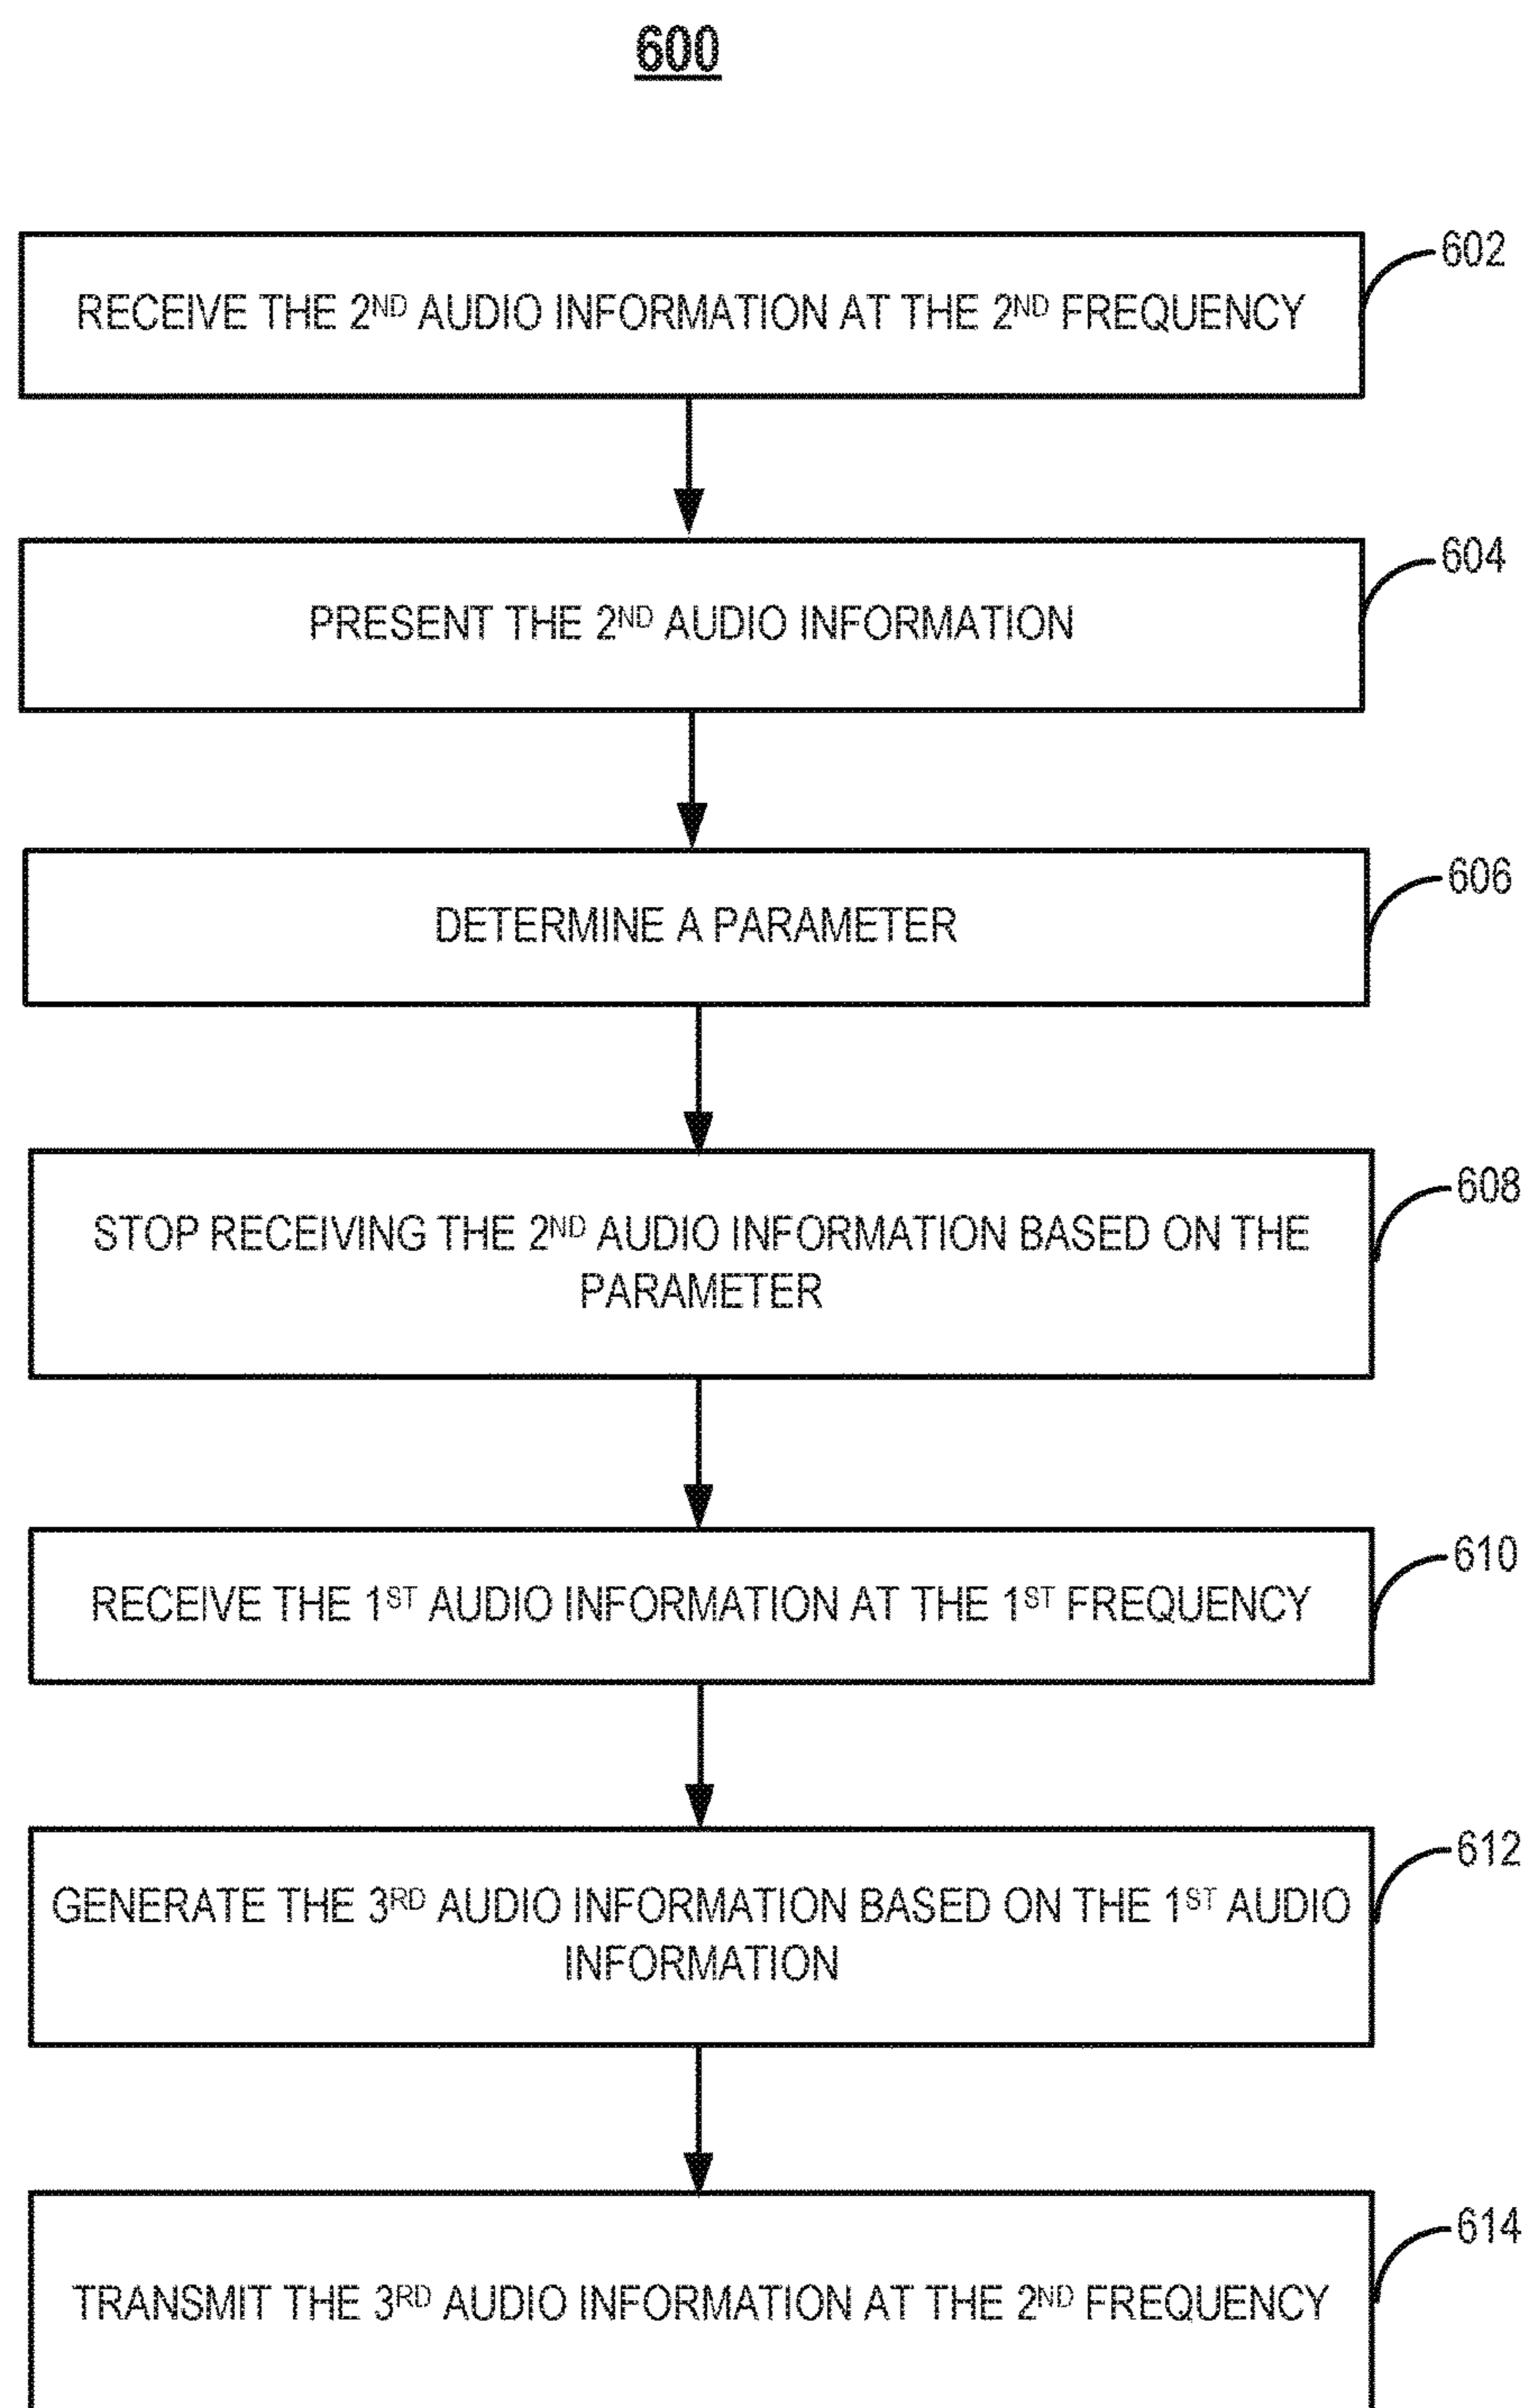 600
RECEIVE THE 2ND AUDIO INFORMATION AT THE 2ND FREQUENCY
602
PRESENT THE 2ND AUDIO INFORMATION
604
DETERMINE A PARAMETER
606
STOP RECEIVING THE 2ND AUDIO INFORMATION BASED ON THE
PARAMETER
608
RECEIVE THE 1ST AUDIO INFORMATION AT THE 1ST FREQUENCY
610
GENERATE THE 3RD AUDIO INFORMATION BASED ON THE 1ST AUDIO
INFORMATION
612
TRANSMIT THE 3RD AUDIO INFORMATION AT THE 2ND FREQUENCY
614